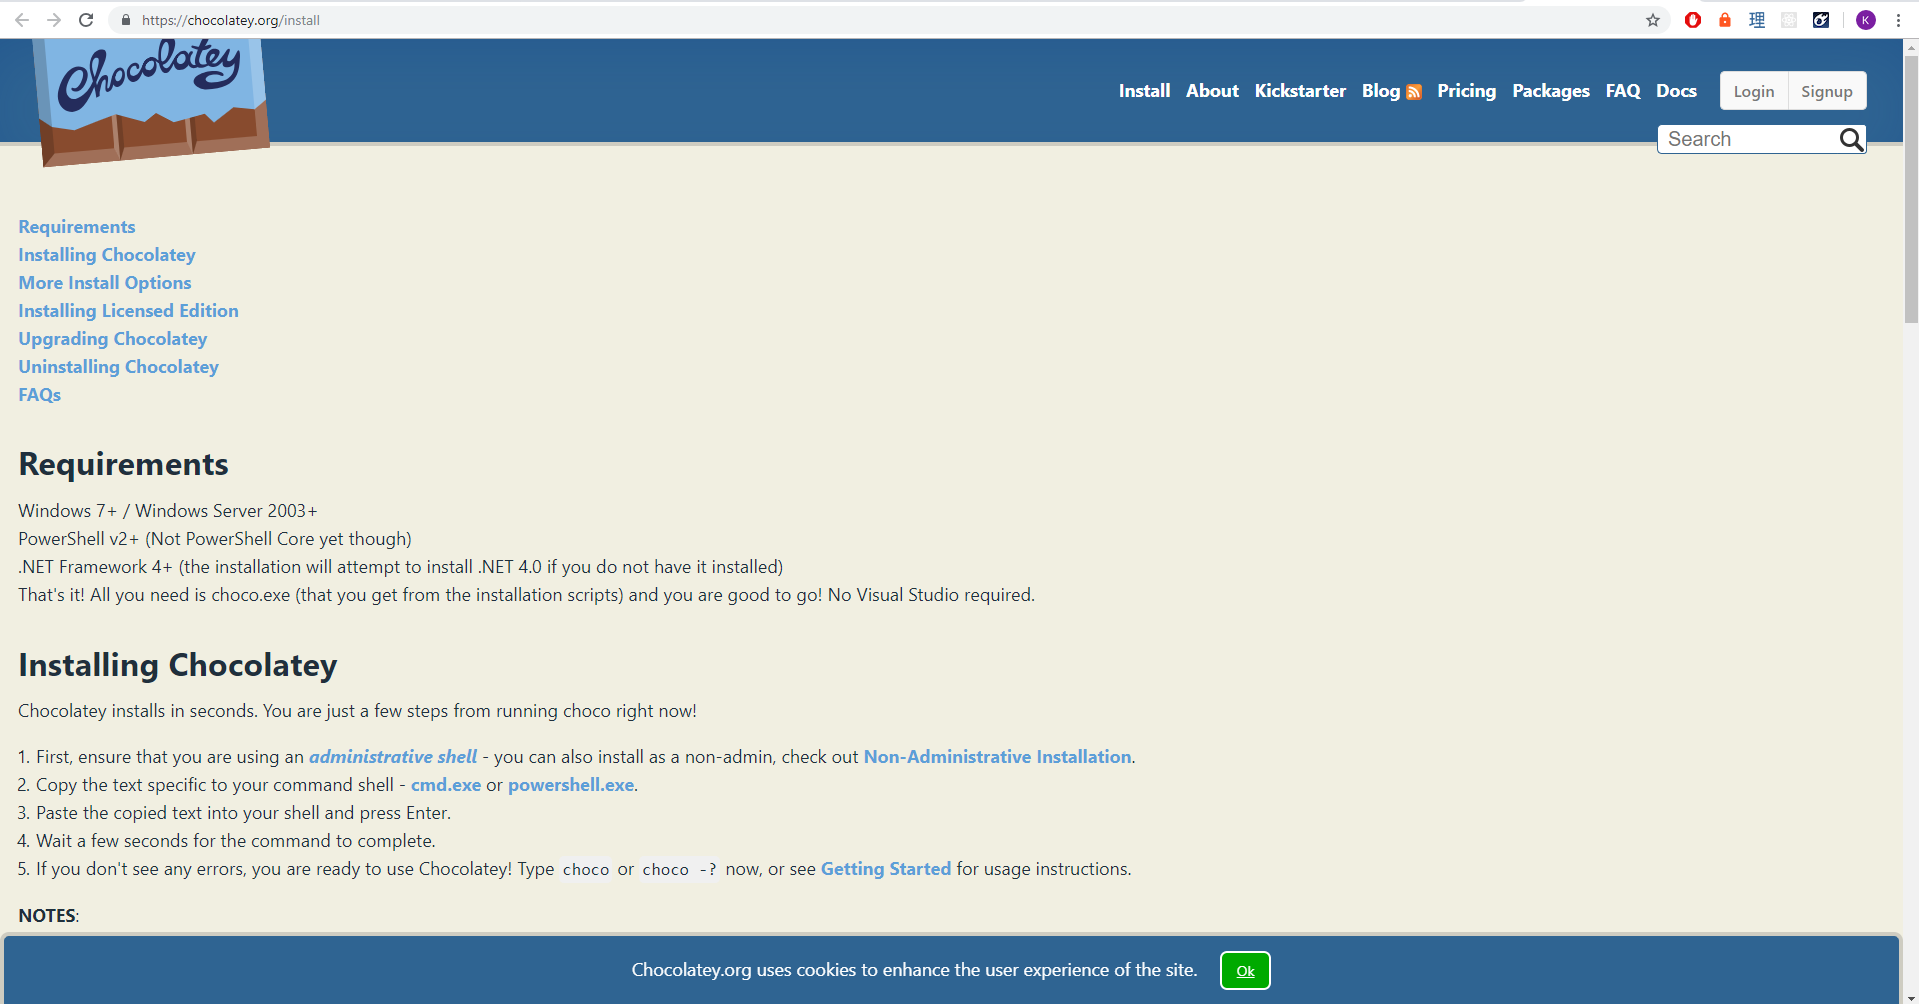 https://chocolatey.org/install
理
K
Chocolatey
Install About Kickstarter Blog Pricing Packages FAQ Docs Login Signup
Search
Requirements
Installing Chocolatey
More Install Options
Installing Licensed Edition
Upgrading Chocolatey
Uninstalling Chocolatey
FAQs
Requirements
Windows 7+ / Windows Server 2003+
PowerShell v2+ (Not PowerShell Core yet though)
.NET Framework 4+ (the installation will attempt to install .NET 4.0 if you do not have it installed)
That's it! All you need is choco.exe (that you get from the installation scripts) and you are good to go! No Visual Studio required.
Installing Chocolatey
Chocolatey installs in seconds. You are just a few steps from running choco right now!
1. First, ensure that you are using an administrative shell - you can also install as a non-admin, check out Non-Administrative Installation.
2. Copy the text specific to your command shell - cmd.exe or powershell.exe.
3. Paste the copied text into your shell and press Enter.
4. Wait a few seconds for the command to complete.
5. If you don't see any errors, you are ready to use Chocolatey! Type choco or choco -? now, or see Getting Started for usage instructions.
NOTES:
Chocolatey.org uses cookies to enhance the user experience of the site. Ok